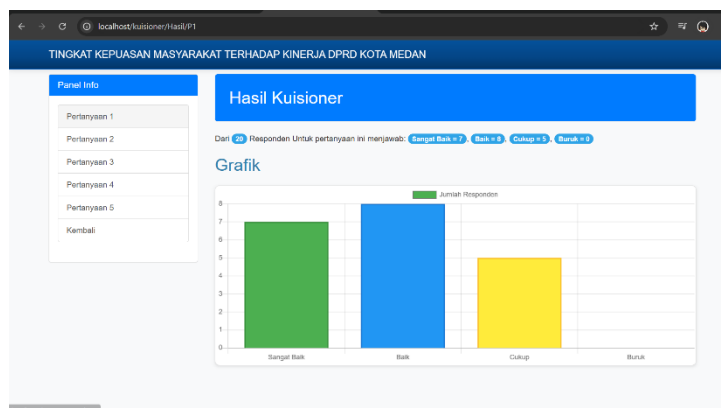 localhost/kuisioner/Hasil/P1
TINGKAT KEPUASAN MASYARAKAT TERHADAP KINERJA DPRD KOTA MEDAN
Panel Info
Pertanyaan 1
Pertanyaan 2
Pertanyaan 3
Pertanyaan 4
Pertanyaan 5
Kembali
Hasil Kuisioner
Dari 20 Responden Untuk pertanyaan ini menjawab: Sangat Baik = 7, Baik = 8, Cukup = 5, Buruk = 0
Grafik
Jumlah Responden
8
7
6
5
4
3
2
1
0
Sangat Baik Baik Cukup Buruk